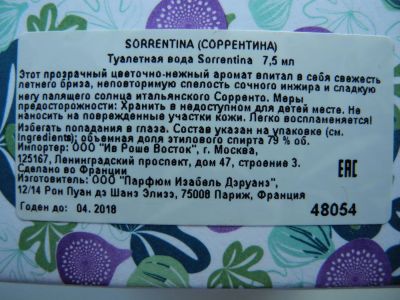 SORRENTINA (СОРРЕНТИНА)
Туалетная вода Sorrentina 7,5 мл
Этот прозрачный цветочно-нежный аромат впитал в себя свежесть
летнего бриза, неповторимую спелость сочного инжира и сладкую
негу палящего солнца итальянского Сорренто. Меры
предосторожности: Хранить в недоступном для детей месте. Не
наносить на поврежденные участки кожи. Легко воспламеняется!
Избегать попадания в глаза. Состав указан на упаковке (см.
Ingredients); объемная доля этилового спирта 79 % об.
Импортер: ООО "Ив Роше Восток", г. Москва,
125167, Ленинградский проспект, дом 47, строение 3.
Сделано во Франции
Изготовитель: ООО "Парфюм Изабель Дэруанэ",
12/14 Рон Пуан дэ Шанз Элизэ, 75008 Париж, Франция
EAC
Годен до: 04.2018
48054